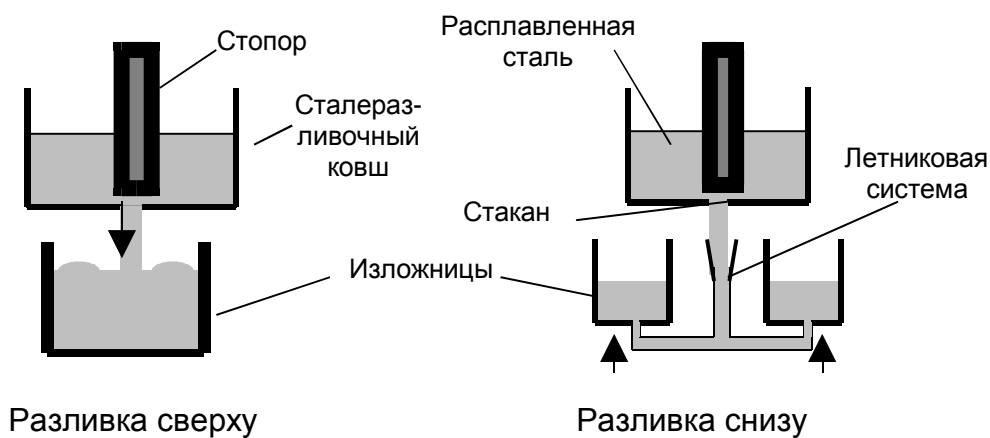 Стопор
Сталераз-
ливочный
ковш
Расплавленная
сталь
Летниковая
система
Стакан
Изложницы
Разливка сверху
Разливка снизу